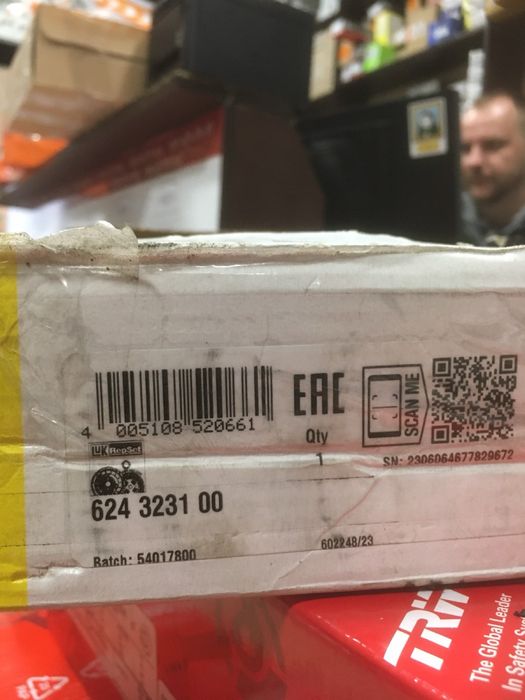 EAC
SCAN ME
4 005108 520661
Qty
1
SN: 2306064677829672
LUK RepSet
624 3231 00
602248/23
Batch: 54017800
TRW
The Global Leader
In Safety